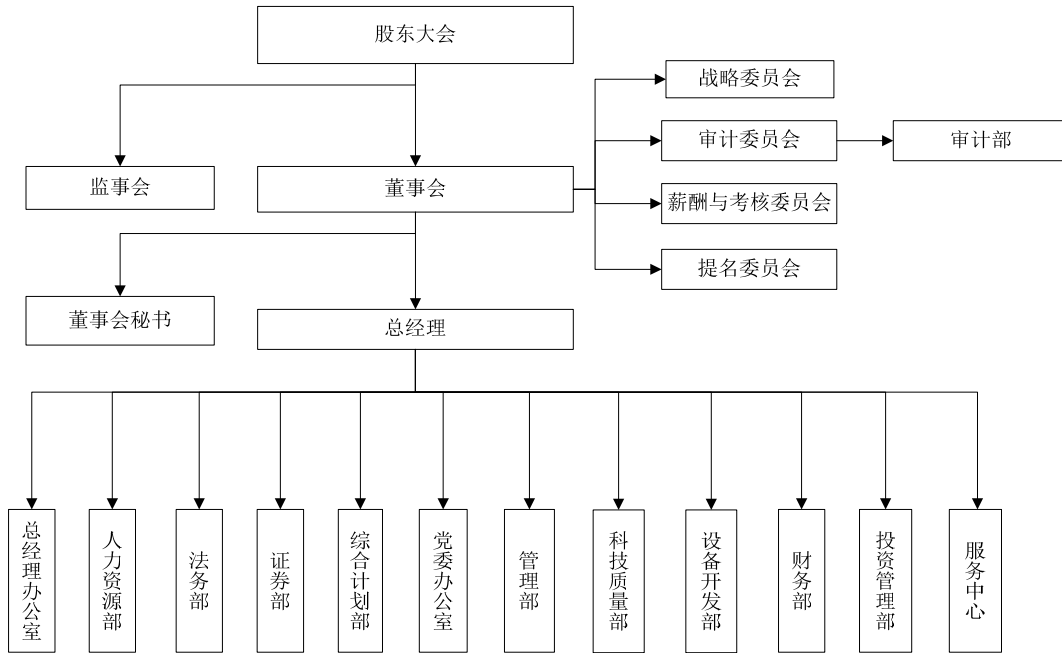 股东大会
战略委员会
审计委员会
审计部
监事会
董事会
薪酬与考核委员会
提名委员会
董事会秘书
总经理
总经理办公室
人力资源部
法务部
证券部
综合计划部
党委办公室
管理部
科技质量部
设备开发部
财务部
投资管理部
服务中心